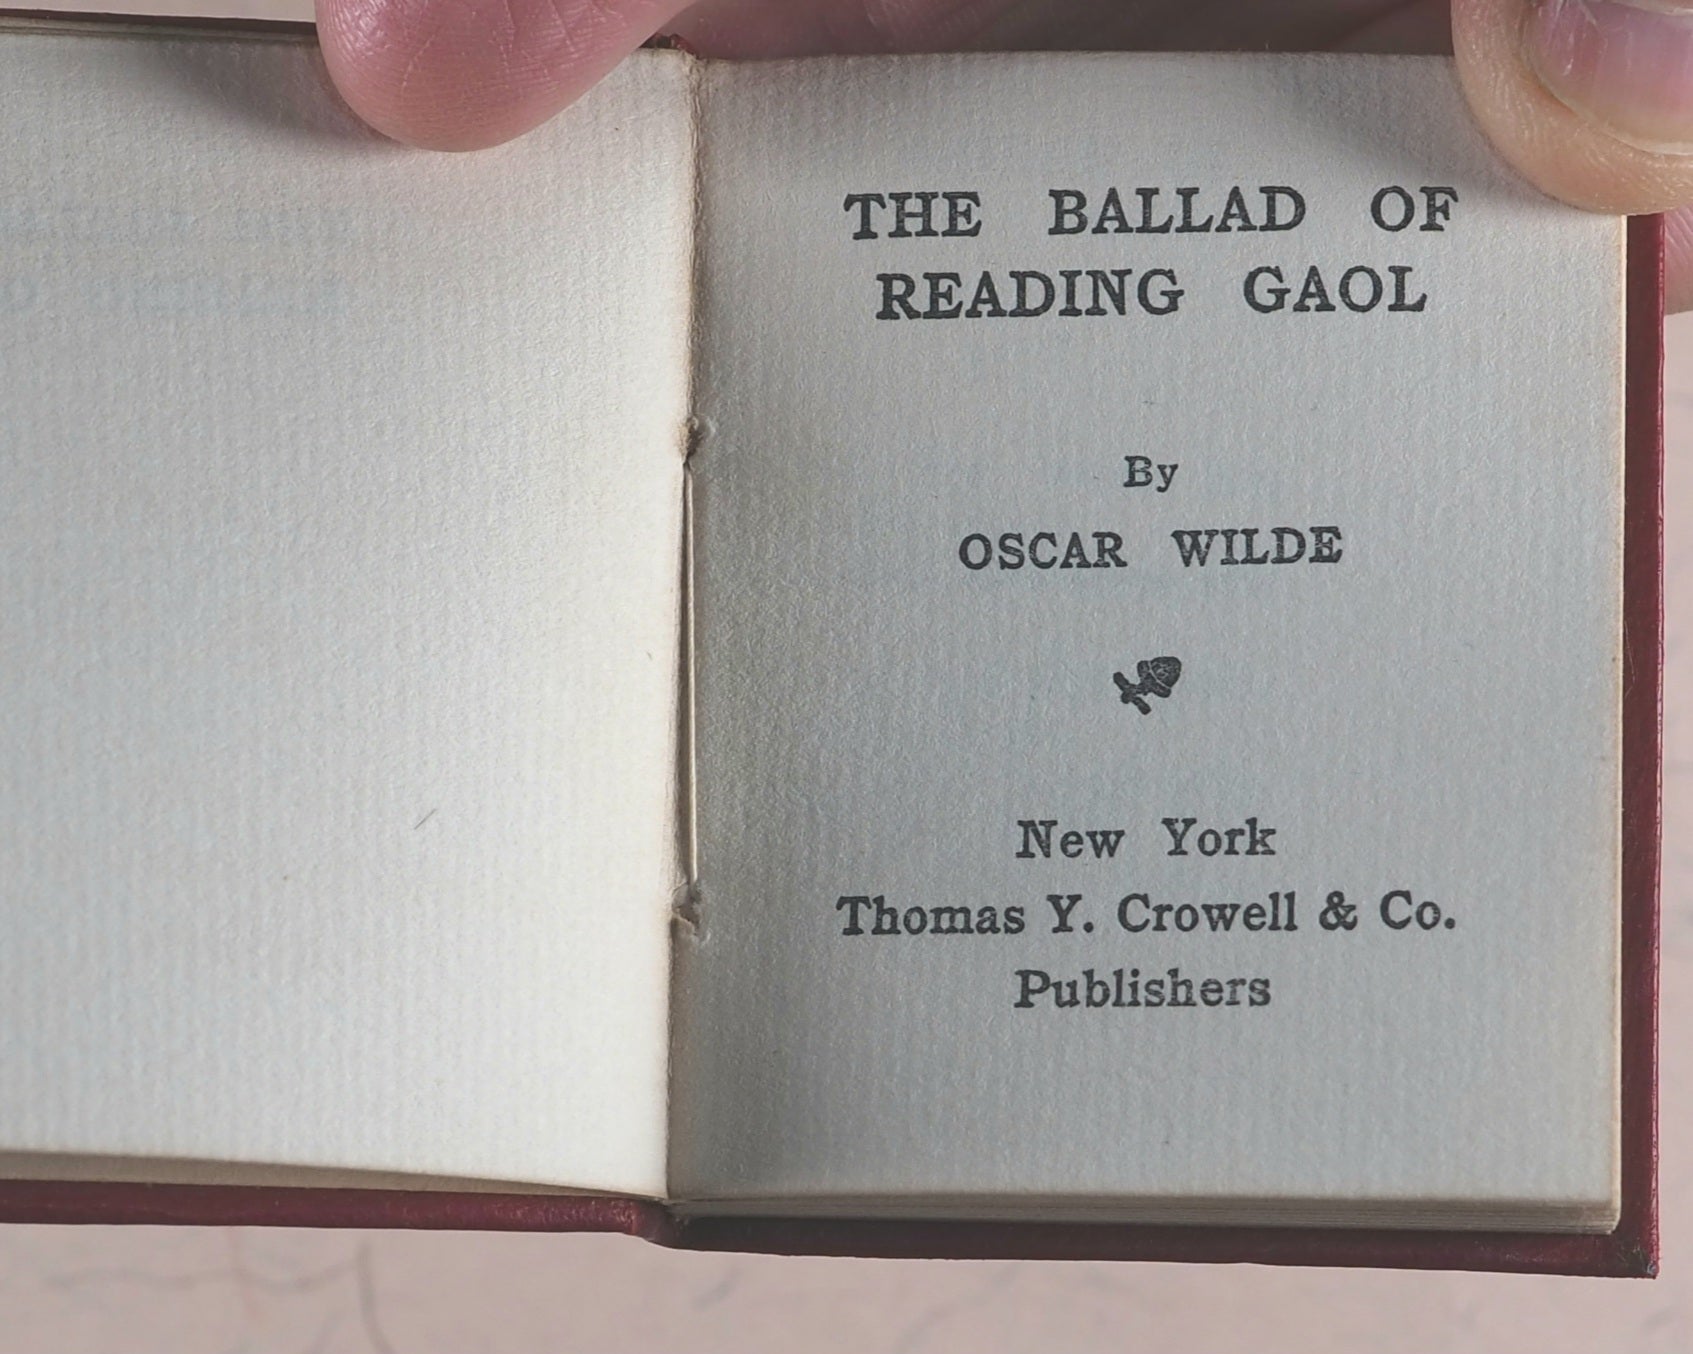 THE BALLAD OF
READING GAOL
By
OSCAR WILDE
New York
Thomas Y. Crowell & Co.
Publishers